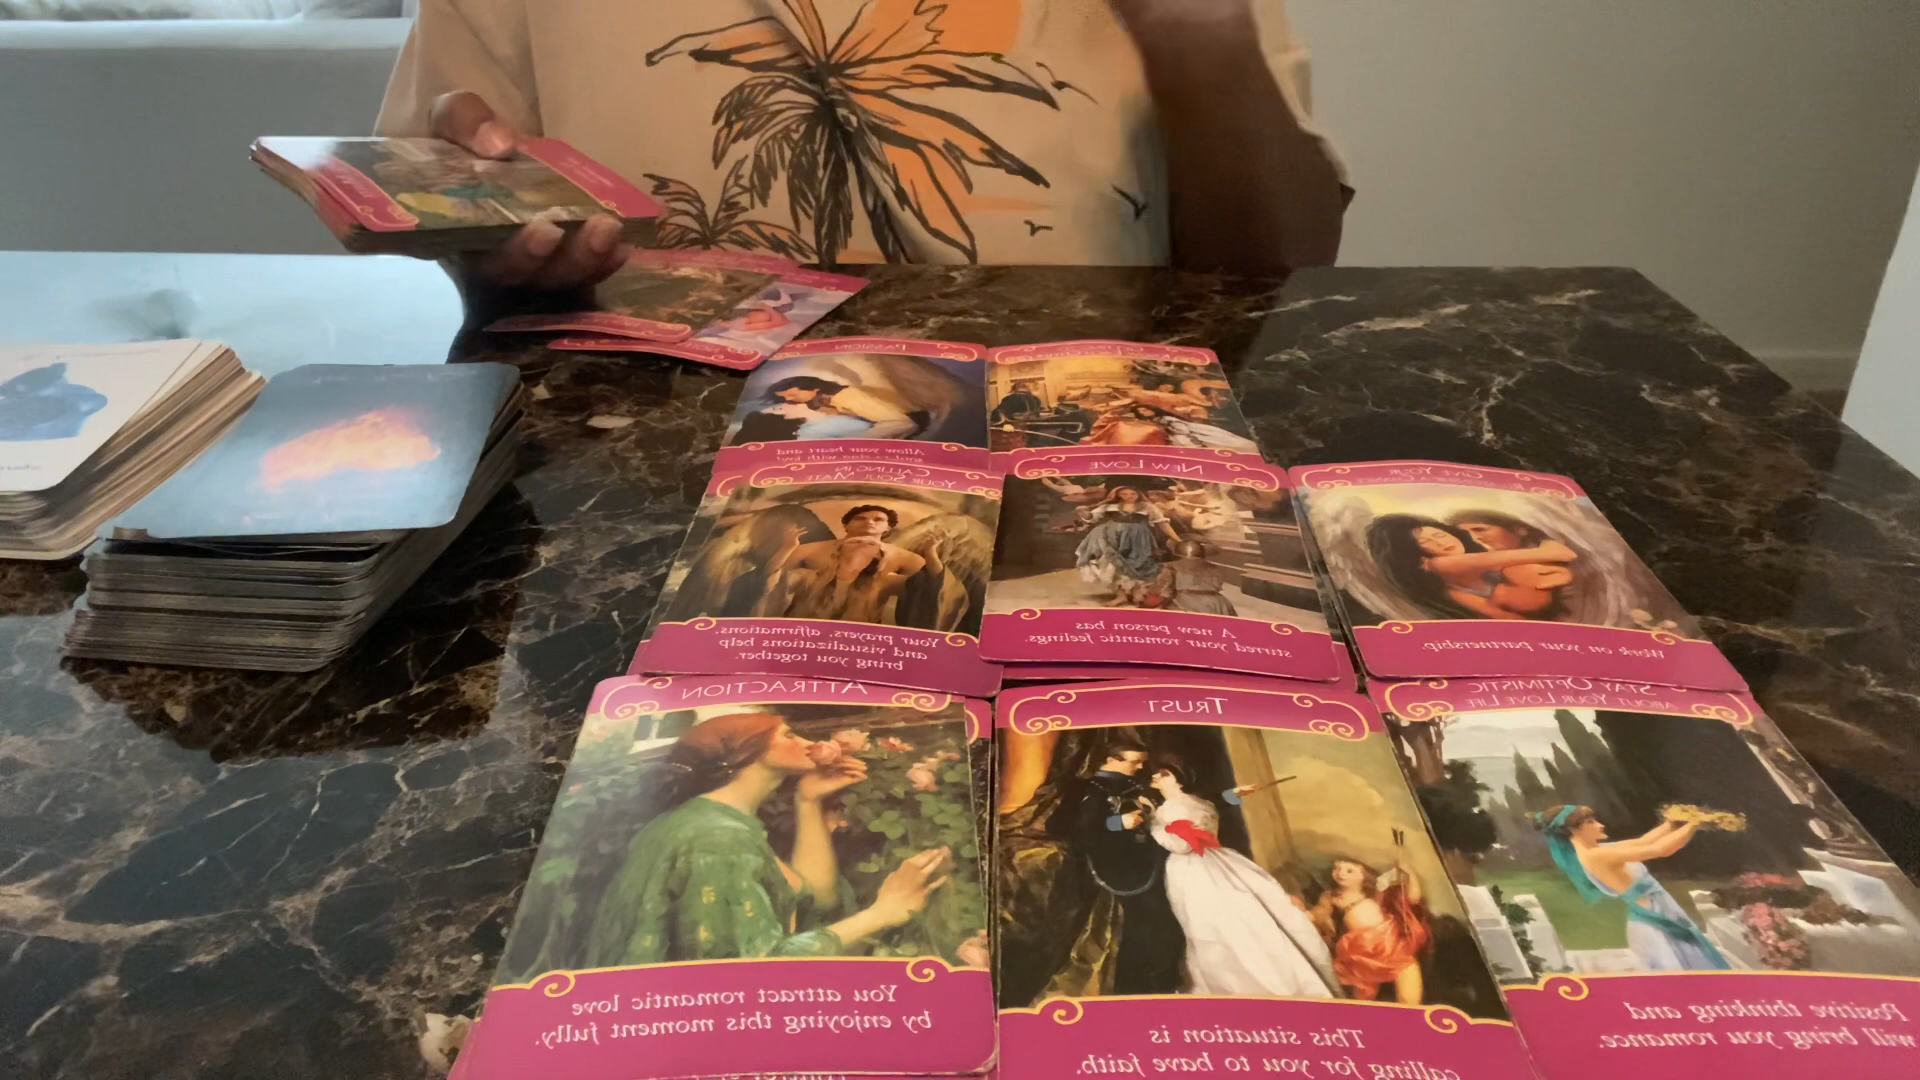 PASSION
Allow your heart and
NEW LOVE
A new person has
stirred your romantic feelings.
CALLING IN
YOUR SOUL MATE
Your prayers, affirmations,
and visualizations help
bring you together.
GIVE YOUR
Work on your partnership.
ATTRACTION
You attract romantic love
by enjoying this moment fully.
TRUST
This situation is
calling for you to have faith.
STAY OPTIMISTIC
ABOUT YOUR LOVE LIFE
Positive thinking and
will bring you romance.